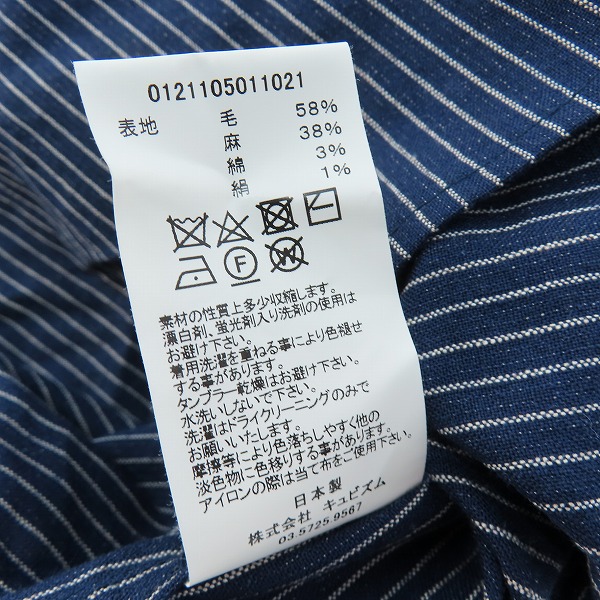 0121105011021
表地 毛 58%
麻 38%
綿 3%
絹 1%
F W
素材の性質上多少収縮します。
漂白剤、蛍光剤入り洗剤の使用は
お避け下さい。
着用洗濯を重ねる事により色褪せ
する事があります。
タンブラー乾燥はお避け下さい。
水洗いしないで下さい。
洗濯はドライクリーニングのみで
お願いいたします。
摩擦等により色落ちしやすく他の
淡色物に色移りする事があります。
アイロンの際は当て布をご使用下さい。
日本製
株式会社 キュビズム
03.5725.9567